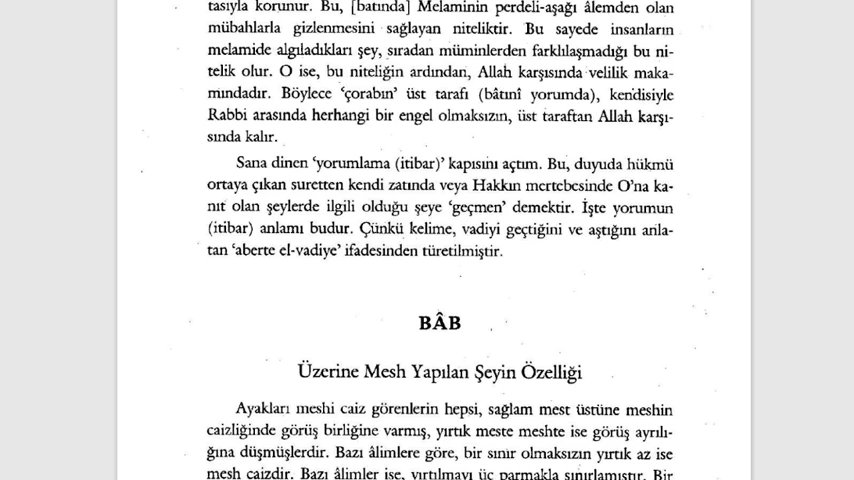 tasıyla korunur. Bu, [batında] Melaminin perdeli-aşağı âlemden olan
mübahlarla gizlenmesini sağlayan niteliktir. Bu sayede insanların
melamide algıladıkları şey, sıradan müminlerden farklılaşmadığı bu ni-
telik olur. O ise, bu niteliğin ardından, Allah karşısında velilik maka-
mındadır. Böylece ‘çorabın’ üst tarafı (bâtınî yorumda), kendisiyle
Rabbi arasında herhangi bir engel olmaksızın, üst taraftan Allah karşı-
sında kalır.
Sana dinen ‘yorumlama (itibar)’ kapısını açtım. Bu, duyuda hükmü
ortaya çıkan suretten kendi zatında veya Hakkın mertebesinde O’na ka-
nıt olan şeylerde ilgili olduğu şeye ‘geçmen’ demektir. İşte yorumun
(itibar) anlamı budur. Çünkü kelime, vadiyi geçtiğini ve aştığını anla-
tan ‘aberte el-vadiye’ ifadesinden türetilmiştir.
BÂB
Üzerine Mesh Yapılan Şeyin Özelliği
Ayakları meshi caiz görenlerin hepsi, sağlam mest üstüne meshin
caizliğinde görüş birliğine varmış, yırtık meste meshte ise görüş ayrılı-
ğına düşmüşlerdir. Bazı âlimlere göre, bir sınır olmaksızın yırtık az ise
mesh caizdir. Bazı âlimler ise, yırtılmayı üç parmakla sınırlamıştır. Bir